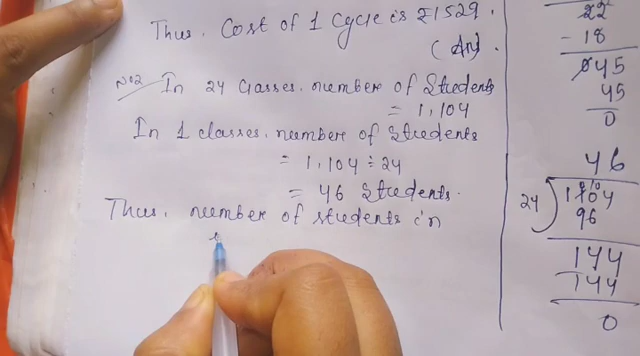 Thus, Cost of 1 Cycle is ₹1529.
(An).
No2 In 24 Classes, number of Students
= 1,104
In 1 classes, number of Students
= 1,104 ÷ 24
= 46 Students.
Thus, number of students in
22
- 18
045
45
0
46
24) 1104
96
144
144
0